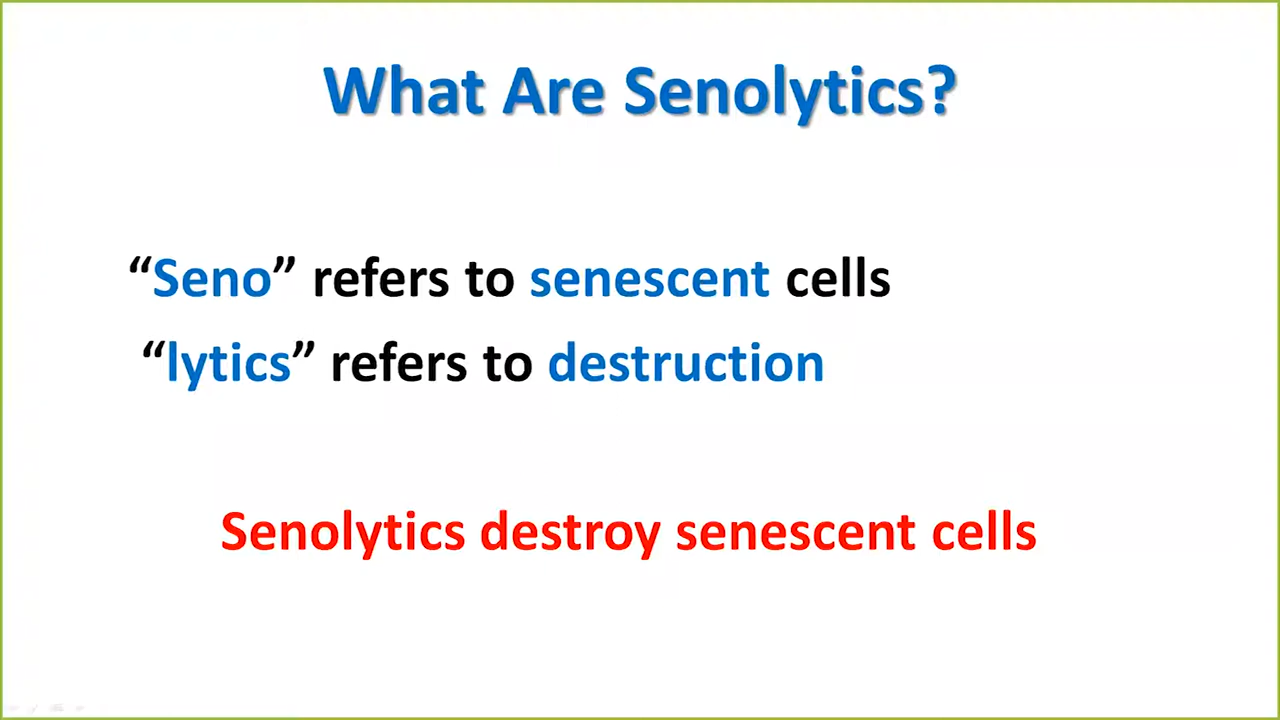 What Are Senolytics?
“Seno” refers to senescent cells
“lytics” refers to destruction
Senolytics destroy senescent cells